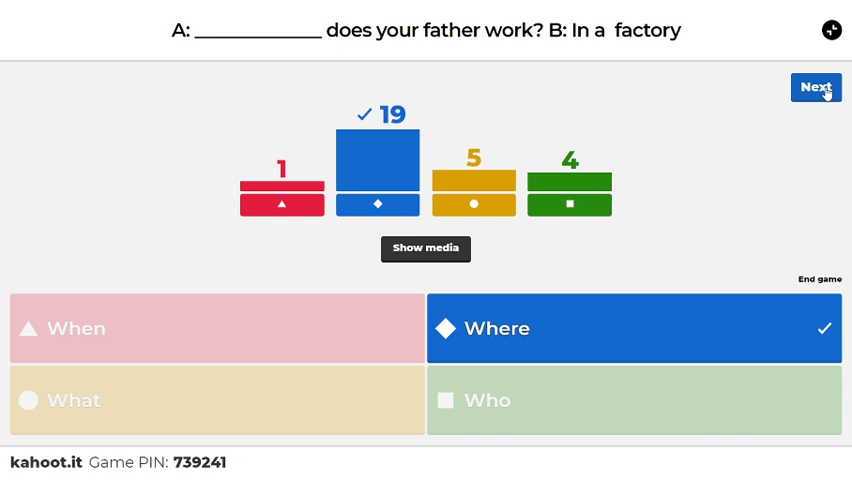 A: _____________ does your father work? B: In a factory
Next
19
1
5
4
Show media
End game
When
Where
What
Who
kahoot.it Game PIN: 739241